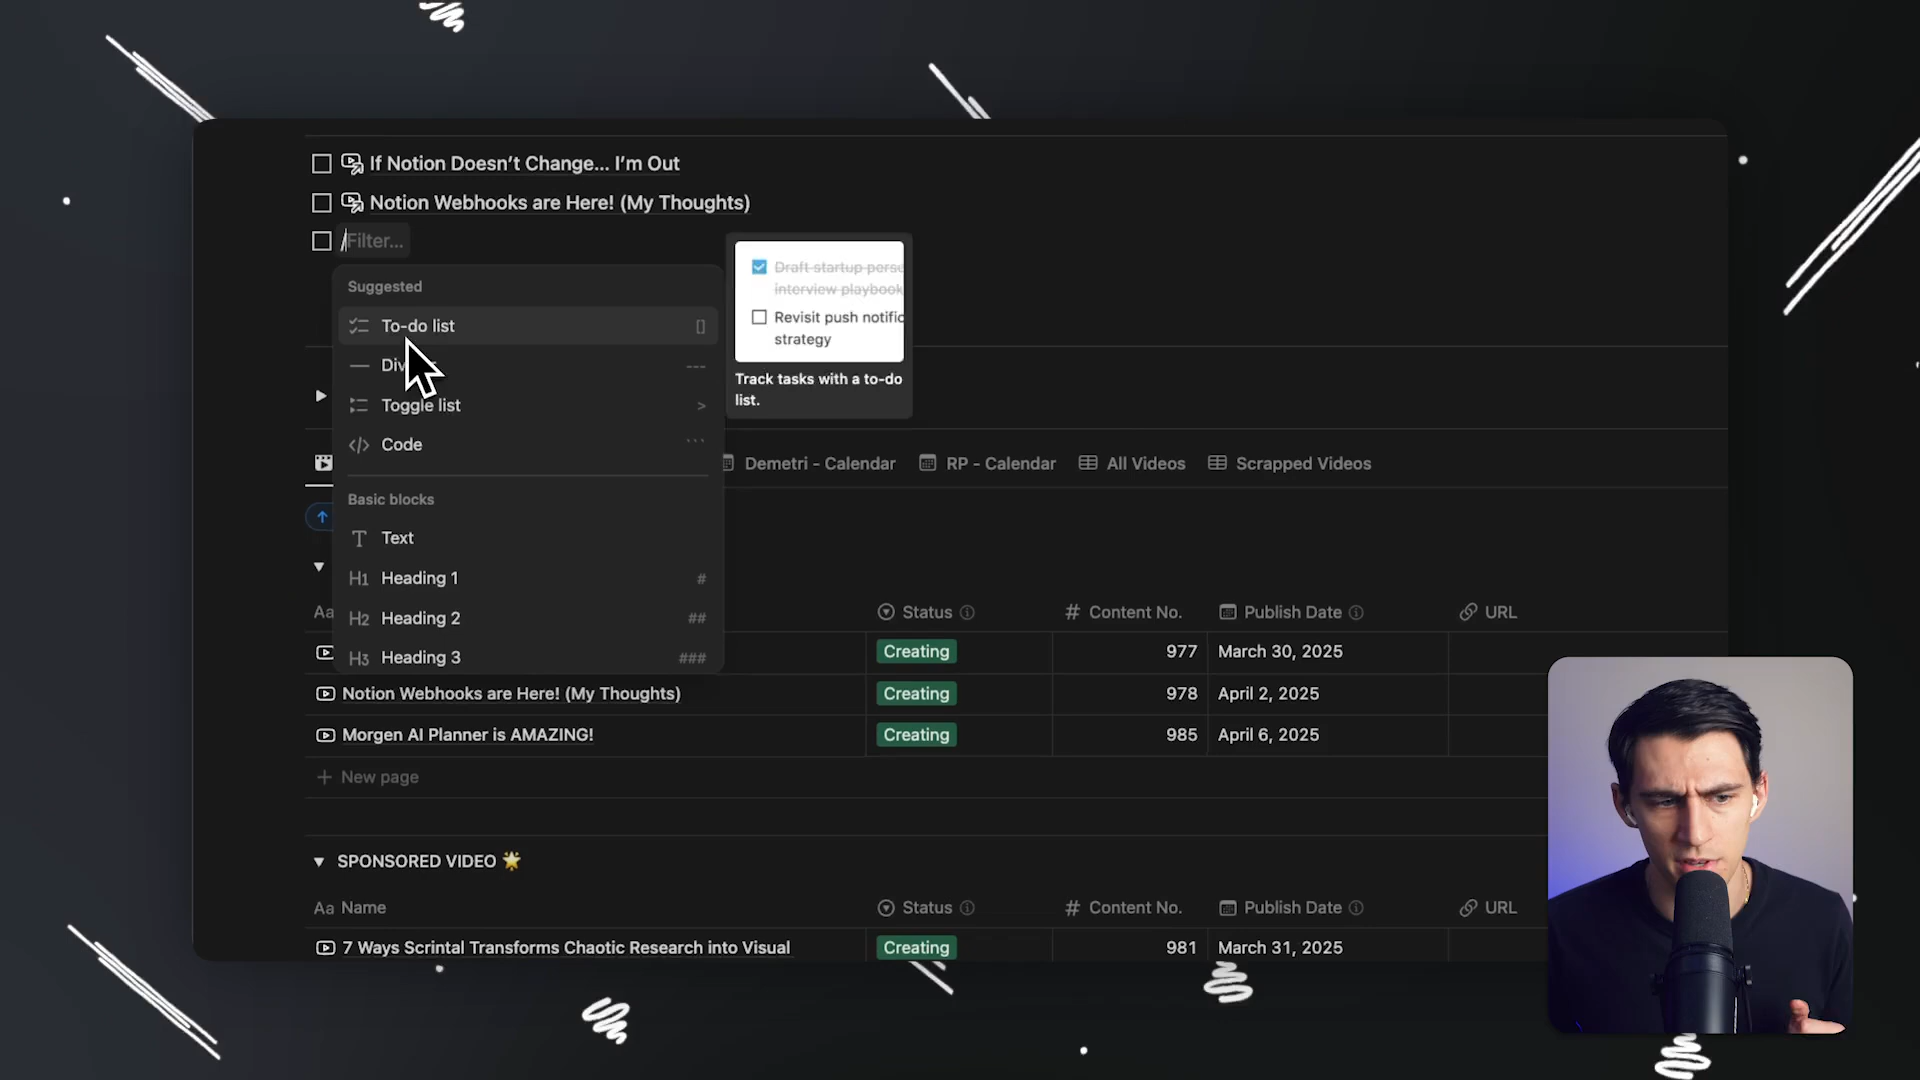 If Notion Doesn’t Change... I’m Out
Notion Webhooks are Here! (My Thoughts)
/Filter...
Suggested
To-do list []
---
Toggle list >
Code ```
Basic blocks
Text
Heading 1 #
Heading 2 ##
Heading 3 ###
Draft startup
interview playbook
Revisit push
strategy
Track tasks with a to-do
list.
Demetri - Calendar RP - Calendar All Videos Scrapped Videos
Aa Status # Content No. Publish Date URL
Creating 977 March 30, 2025
Notion Webhooks are Here! (My Thoughts) Creating 978 April 2, 2025
Morgen AI Planner is AMAZING! Creating 985 April 6, 2025
+ New page
SPONSORED VIDEO 🌟
Aa Name Status # Content No. Publish Date URL
7 Ways Scrintal Transforms Chaotic Research into Visual Creating 981 March 31, 2025